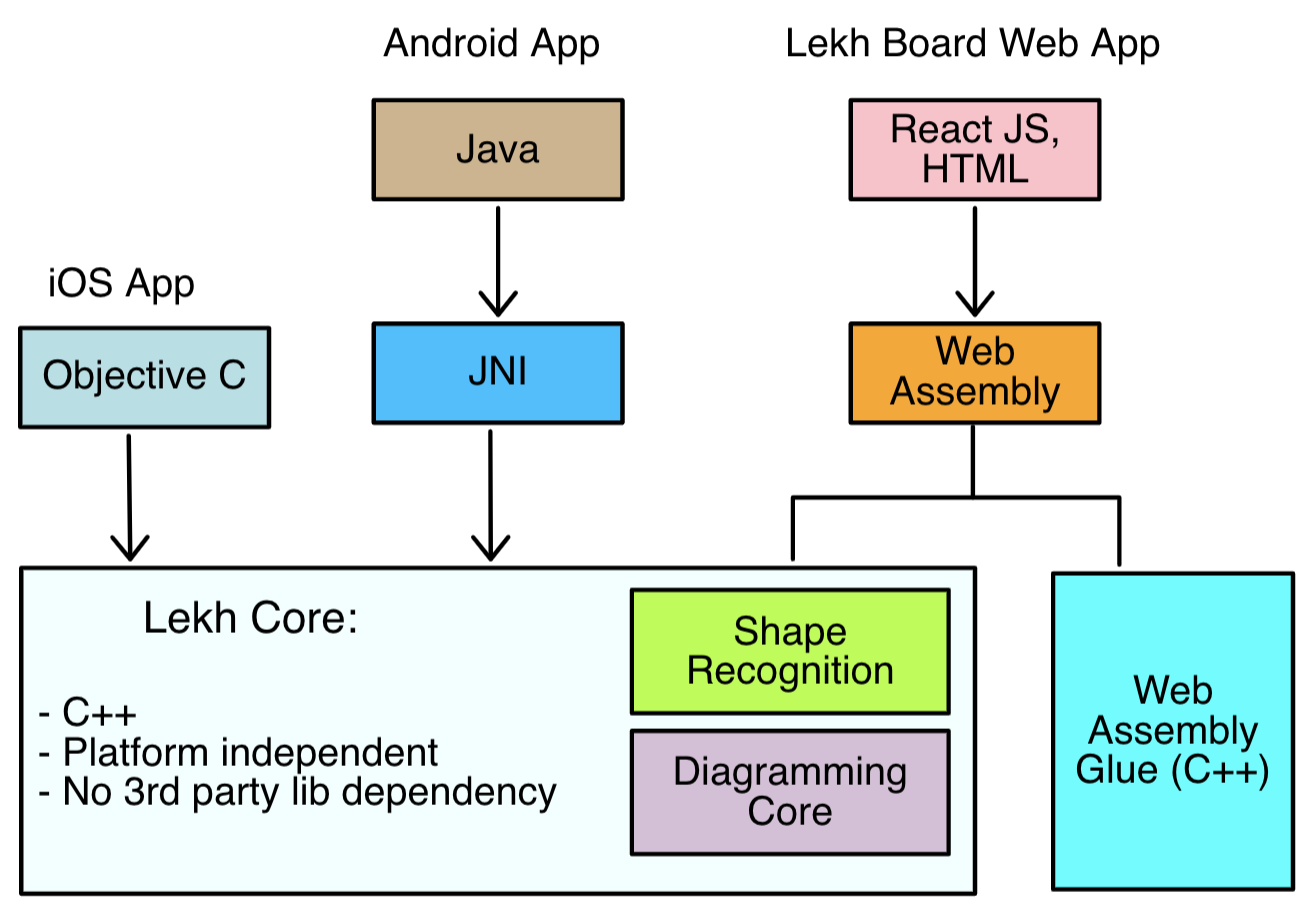 Android App
Lekh Board Web App
Java
React JS,
HTML
iOS App
Objective C
JNI
Web
Assembly
Lekh Core:
- C++
- Platform independent
- No 3rd party lib dependency
Shape
Recognition
Diagramming
Core
Web
Assembly
Glue (C++)